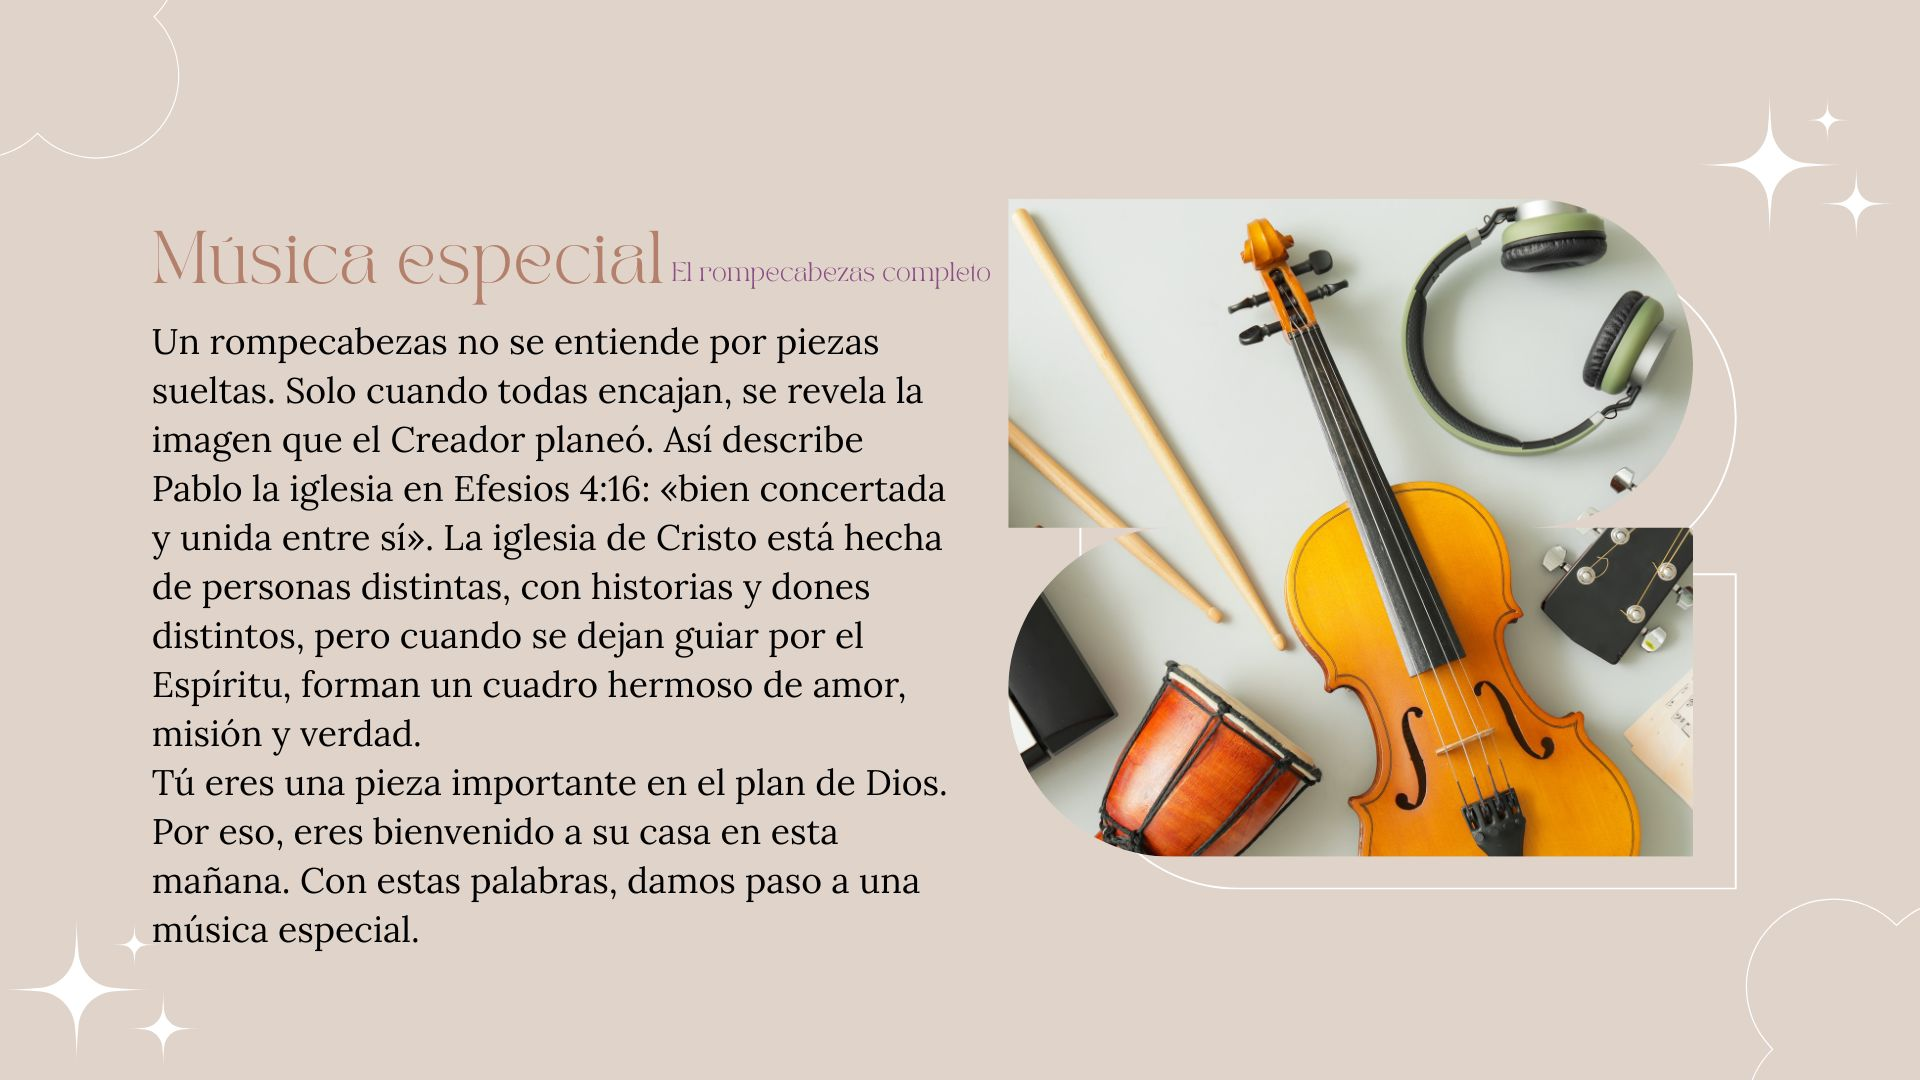 Música especial El rompecabezas completo
Un rompecabezas no se entiende por piezas
sueltas. Solo cuando todas encajan, se revela la
imagen que el Creador planeó. Así describe
Pablo la iglesia en Efesios 4:16: «bien concertada
y unida entre sí». La iglesia de Cristo está hecha
de personas distintas, con historias y dones
distintos, pero cuando se dejan guiar por el
Espíritu, forman un cuadro hermoso de amor,
misión y verdad.
Tú eres una pieza importante en el plan de Dios.
Por eso, eres bienvenido a su casa en esta
mañana. Con estas palabras, damos paso a una
música especial.